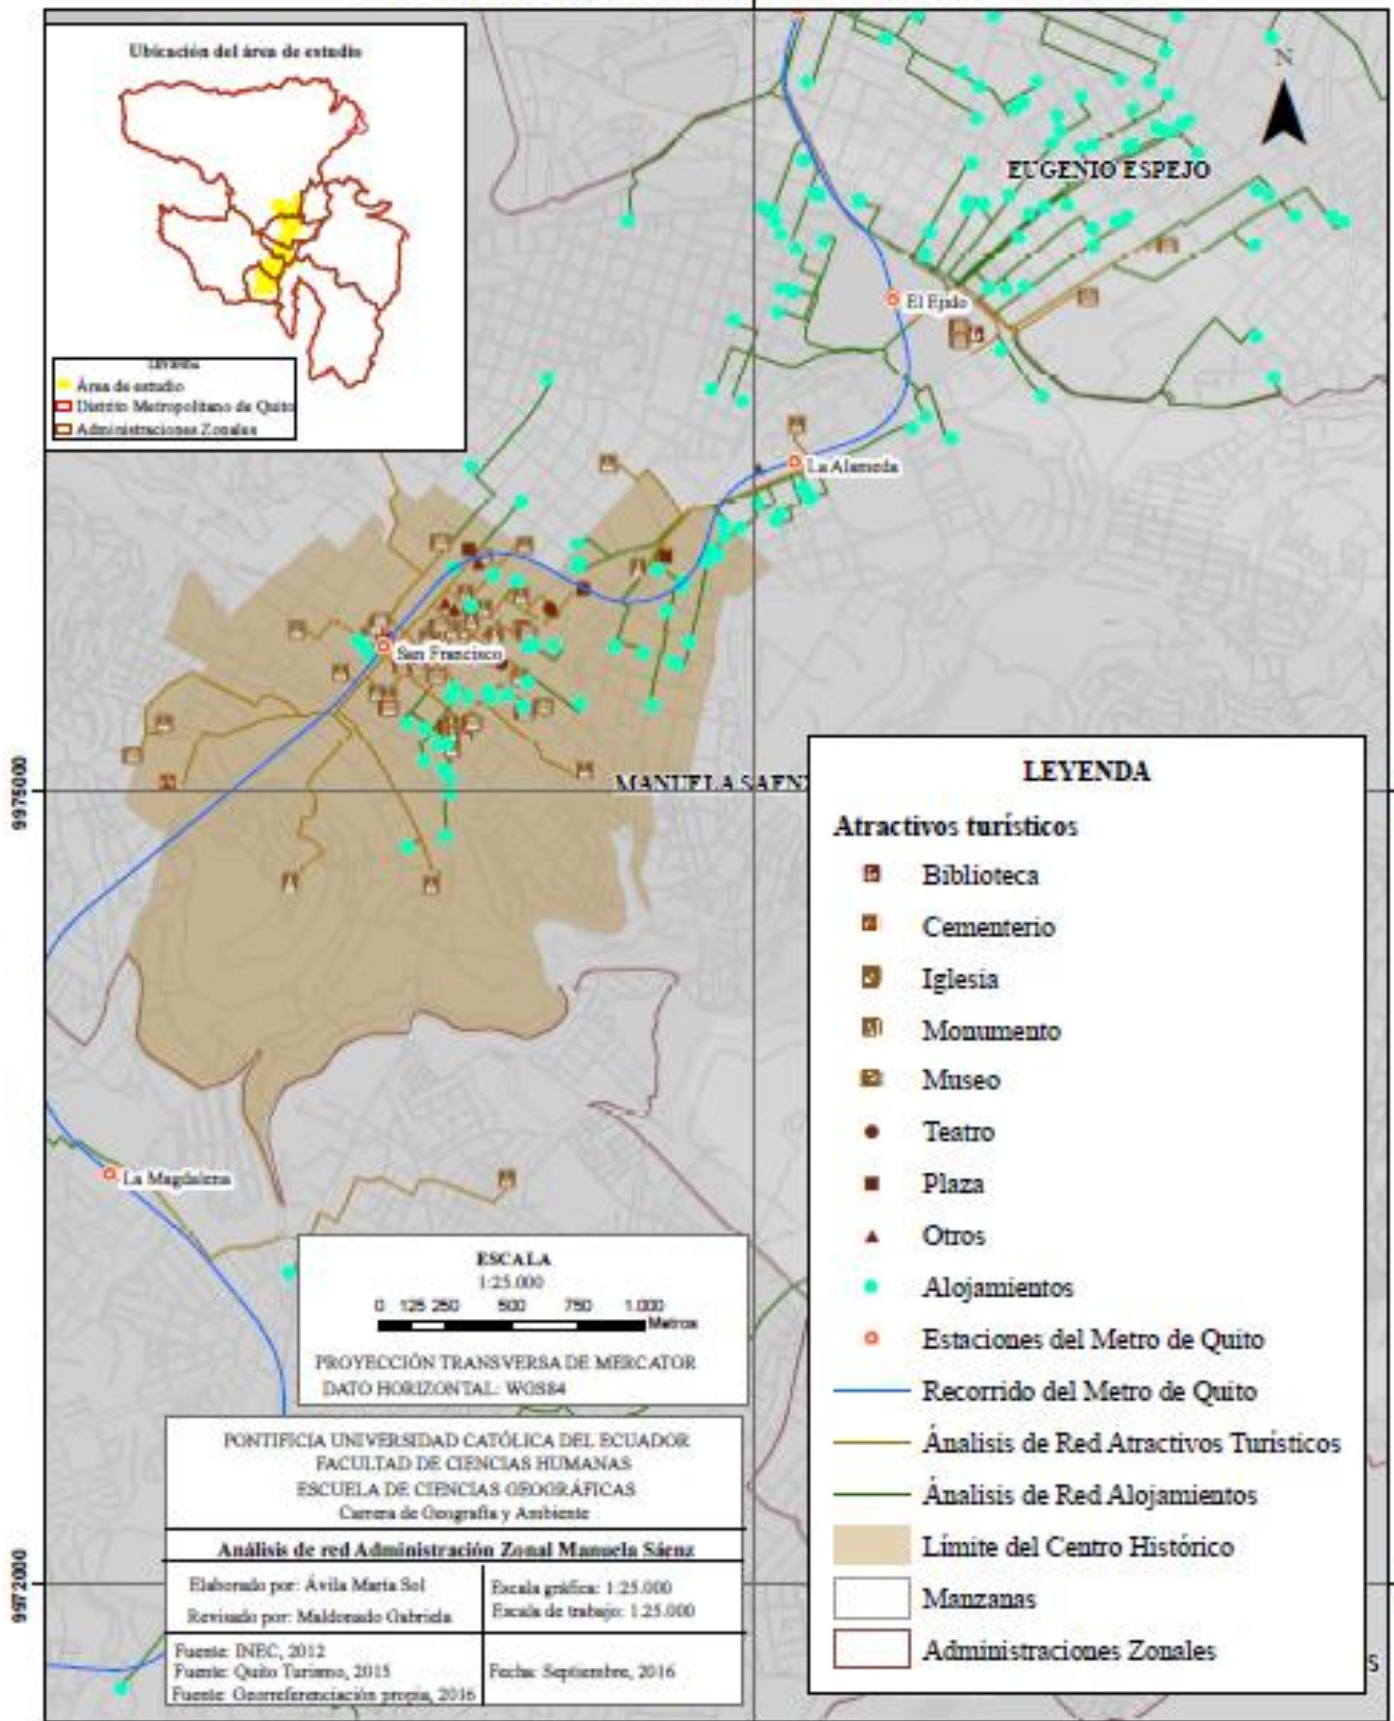 Ubicación del área de estudio
Leyenda
Área de estudio
Distrito Metropolitano de Quito
Administraciones Zonales
N
EUGENIO ESPEJO
El Ejido
La Alameda
San Francisco
MANUELA SAENZ
La Magdalena
9975000
9972000
ESCALA
1:25.000
0 125 250 500 750 1.000
Metros
PROYECCIÓN TRANSVERSA DE MERCATOR
DATO HORIZONTAL: WGS84
PONTIFICIA UNIVERSIDAD CATÓLICA DEL ECUADOR
FACULTAD DE CIENCIAS HUMANAS
ESCUELA DE CIENCIAS GEOGRÁFICAS
Carrera de Geografía y Ambiente
Análisis de red Administración Zonal Manuela Sáenz
Elaborado por: Ávila María Sol
Revisado por: Maldonado Gabriela
Escala gráfica: 1:25.000
Escala de trabajo: 1:25.000
Fuente: INEC, 2012
Fuente: Quito Turismo, 2015
Fuente: Georreferenciación propia, 2016
Fecha: Septiembre, 2016
LEYENDA
Atractivos turísticos
Biblioteca
Cementerio
Iglesia
Monumento
Museo
Teatro
Plaza
Otros
Alojamientos
Estaciones del Metro de Quito
Recorrido del Metro de Quito
Ánalisis de Red Atractivos Turísticos
Ánalisis de Red Alojamientos
Límite del Centro Histórico
Manzanas
Administraciones Zonales
S